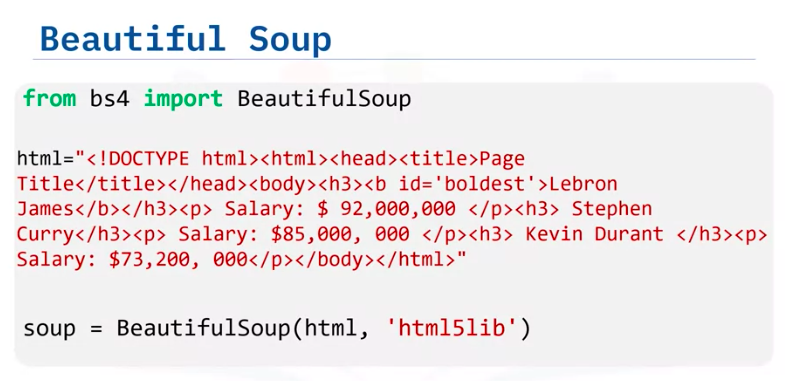 Beautiful Soup
from bs4 import BeautifulSoup
html="<!DOCTYPE html><html><head><title>Page
Title</title></head><body><h3><b id='boldest'>Lebron
James</b></h3><p> Salary: $ 92,000,000 </p><h3> Stephen
Curry</h3><p> Salary: $85,000, 000 </p><h3> Kevin Durant </h3><p>
Salary: $73,200, 000</p></body></html>"
soup = BeautifulSoup(html, 'html5lib')